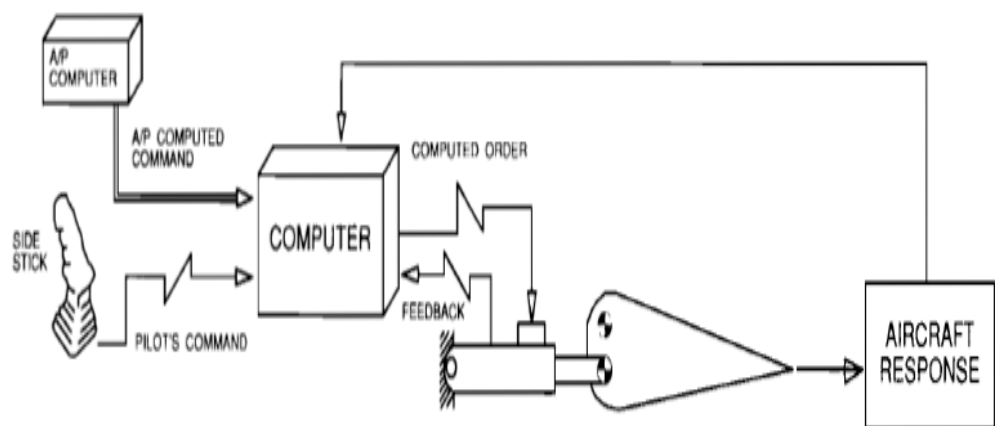 A/P
COMPUTER
A/P COMPUTED
COMMAND
COMPUTED ORDER
SIDE
STICK
COMPUTER
FEEDBACK
PILOT'S COMMAND
AIRCRAFT
RESPONSE